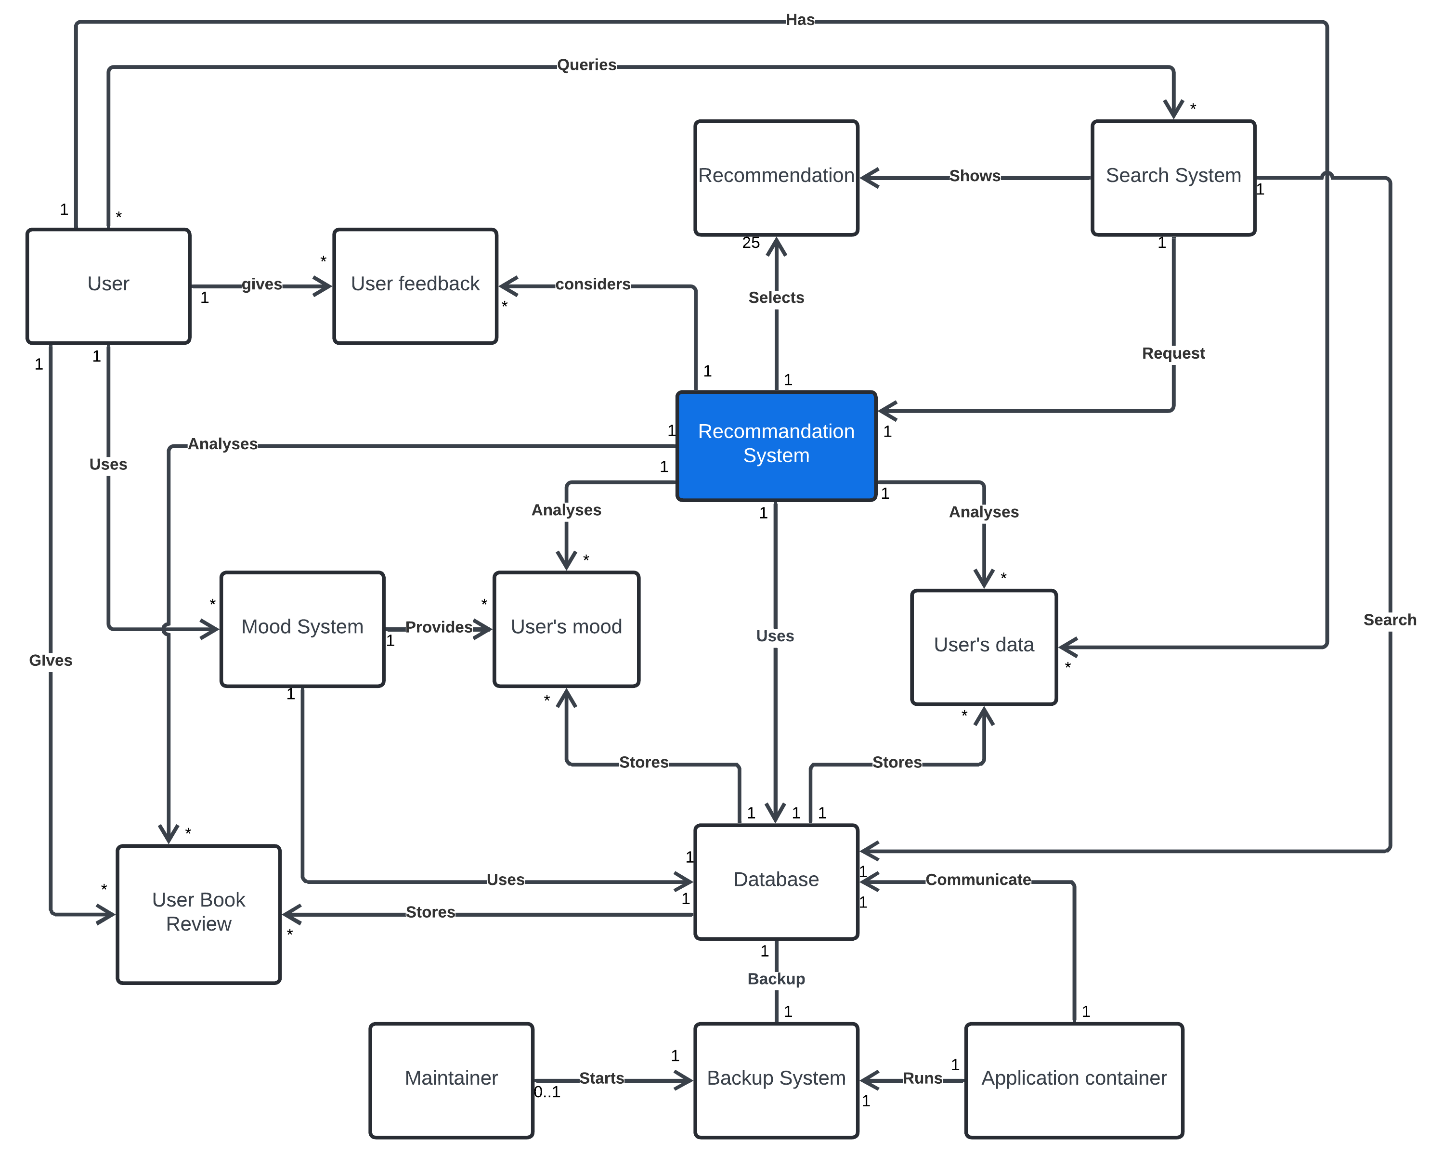 Has
Queries
*
Recommendation
Shows
Search System
1
1
*
25
1
User
gives
*
1
User feedback
considers
*
Selects
Request
1
1
1
1
1
Recommandation
System
1
Analyses
1
1
Uses
1
1
Analyses
Analyses
*
*
Mood System
*
1
Provides
*
User's mood
Uses
User's data
*
Search
GIves
1
*
*
Stores
Stores
1
1
1
*
*
User Book
Review
*
Uses
1
Stores
1
Database
1
1
Communicate
1
Backup
1
1
Maintainer
0..1
Starts
1
Backup System
1
Runs
1
Application container